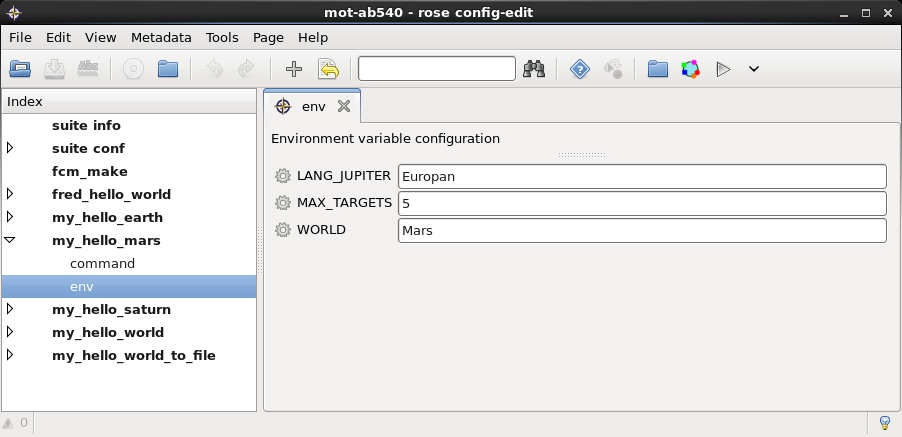 mot-ab540 - rose config-edit
File Edit View Metadata Tools Page Help
Index
suite info
suite conf
fcm_make
fred_hello_world
my_hello_earth
my_hello_mars
command
env
my_hello_saturn
my_hello_world
my_hello_world_to_file
env
Environment variable configuration
LANG_JUPITER Europan
MAX_TARGETS 5
WORLD Mars
0